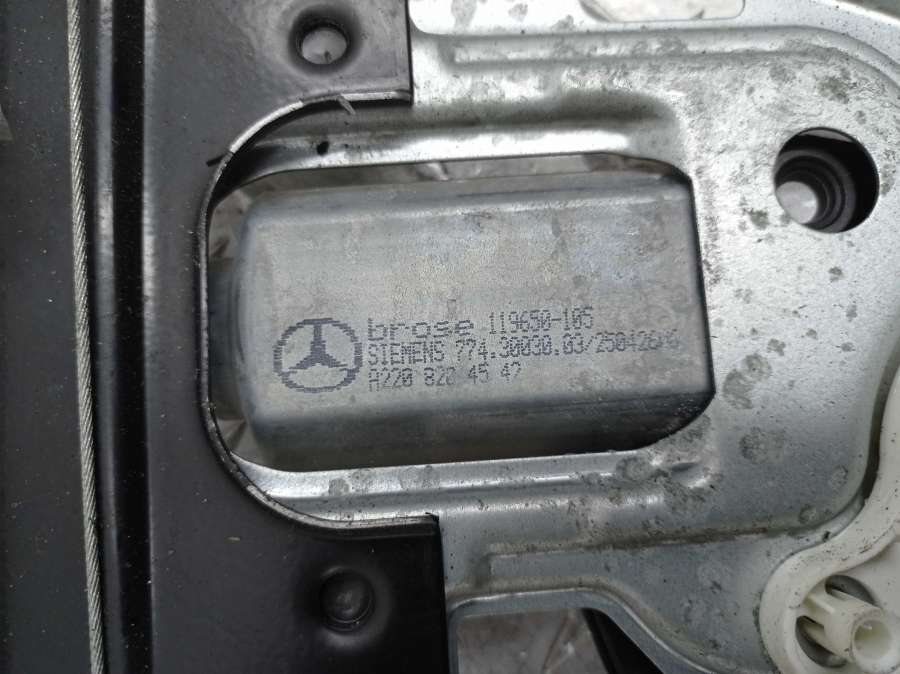 brose 119650-105
SIEMENS 774.30030.03/250426
A220 820 45 42